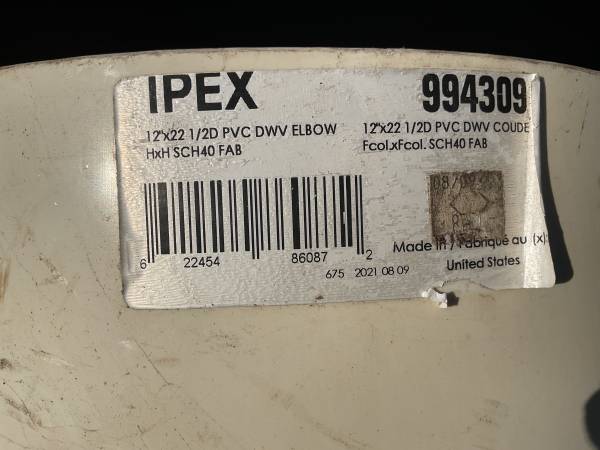 IPEX 994309
12"x22 1/2D PVC DWV ELBOW
HxH SCH40 FAB
12"x22 1/2D PVC DWV COUDE
Fcol.xFcol. SCH40 FAB
6 22454 86087 2
675 2021 08 09
Made in / Fabriqué au (x):
United States